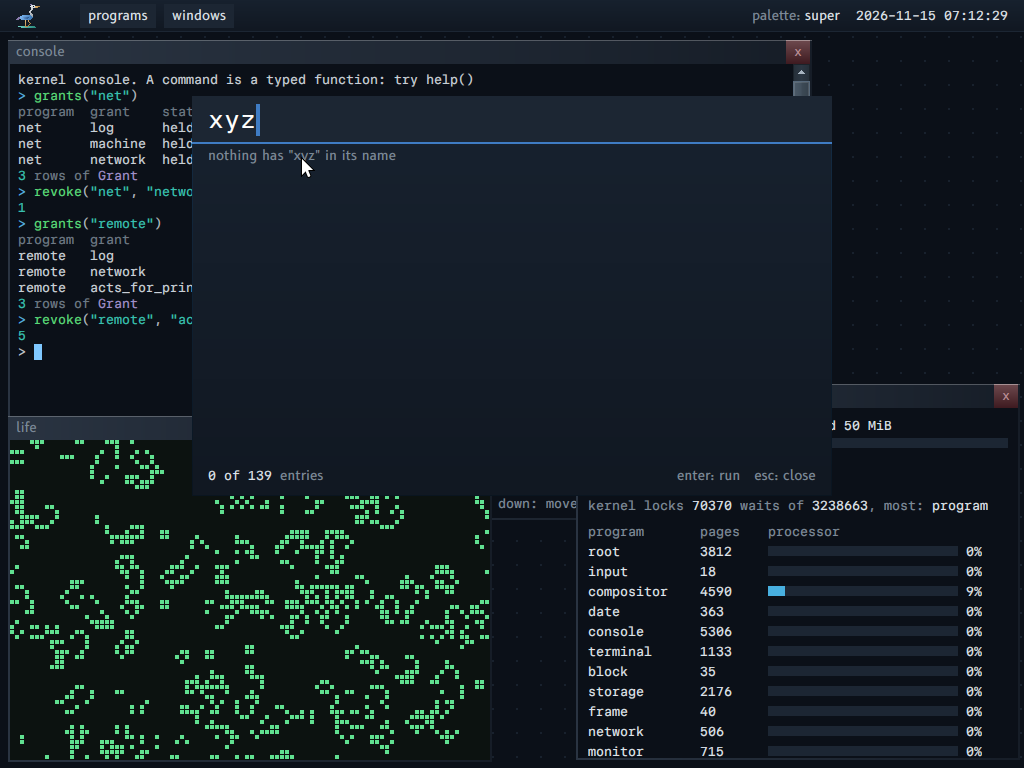 programs windows palette: super 2026-11-15 07:12:29
console x
kernel console. A command is a typed function: try help()
> grants("net")
program grant stat
net log held
net machine held
net network held
3 rows of Grant
> revoke("net", "netwo
1
> grants("remote")
program grant
remote log
remote network
remote acts_for_prin
3 rows of Grant
> revoke("remote", "ac
5
>
xyz
nothing has "xyz" in its name
0 of 139 entries enter: run esc: close
life
down: move
x
d 50 MiB
kernel locks 70370 waits of 3238663, most: program
program pages processor
root 3812 0%
input 18 0%
compositor 4590 9%
date 363 0%
console 5306 0%
terminal 1133 0%
block 35 0%
storage 2176 0%
frame 40 0%
network 506 0%
monitor 715 0%